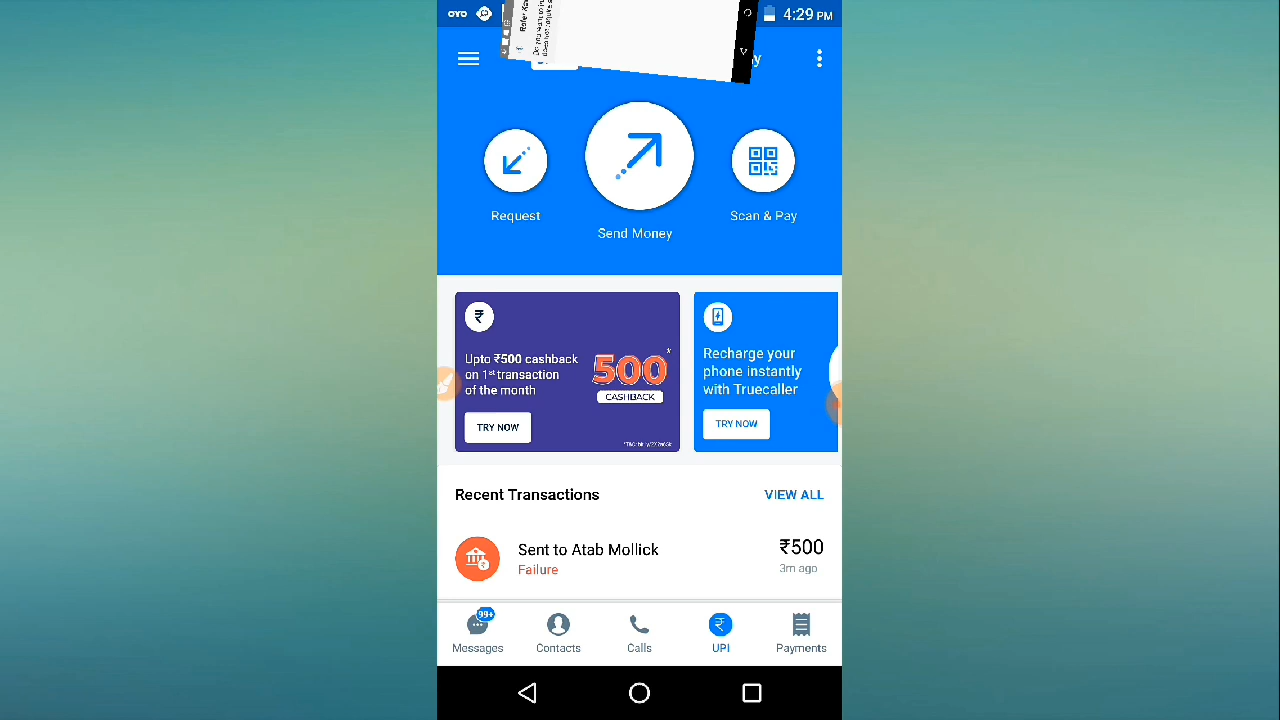 OYO
4:29 PM
Request
Send Money
Scan & Pay
Upto ₹500 cashback
on 1st transaction
of the month
500*
CASHBACK
TRY NOW
Recharge your
phone instantly
with Truecaller
TRY NOW
Recent Transactions
VIEW ALL
Sent to Atab Mollick
₹500
Failure
3m ago
99+
Messages
Contacts
Calls
UPI
Payments